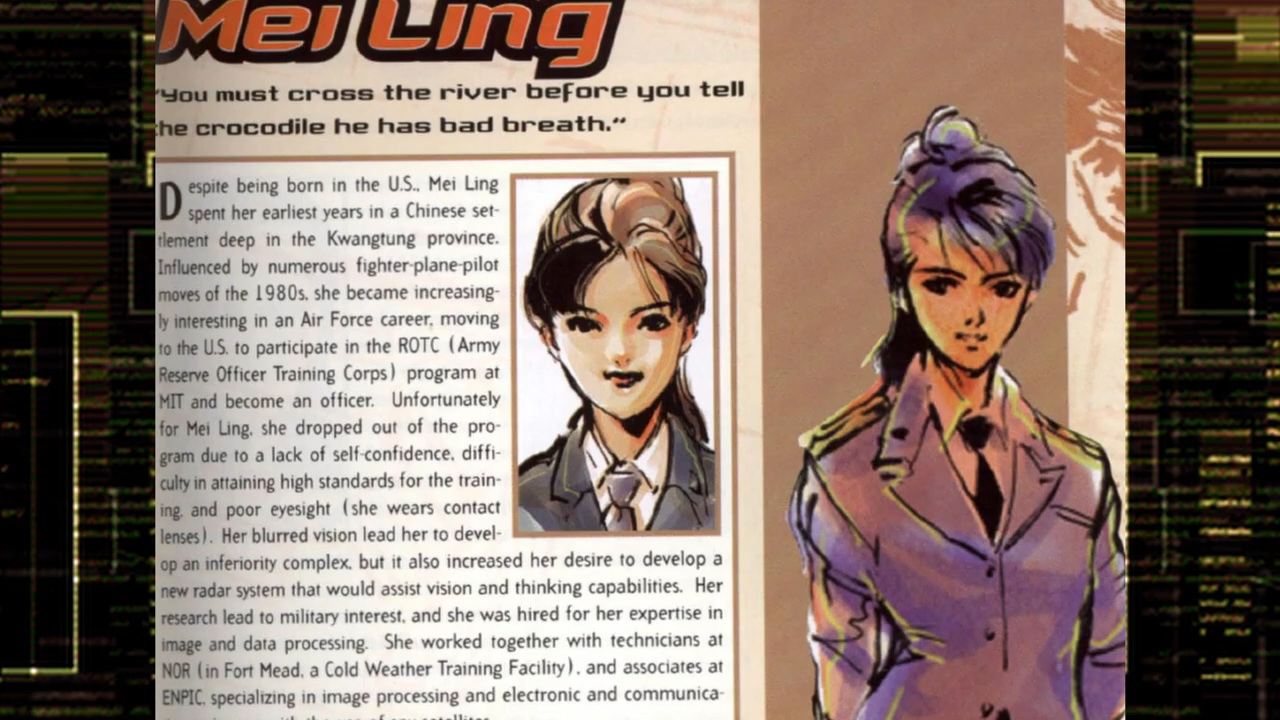 Mei Ling
"You must cross the river before you tell
he crocodile he has bad breath."
Despite being born in the U.S., Mei Ling
spent her earliest years in a Chinese set-
tlement deep in the Kwangtung province.
Influenced by numerous fighter-plane-pilot
moves of the 1980s, she became increasing-
ly interesting in an Air Force career, moving
to the U.S. to participate in the ROTC (Army
Reserve Officer Training Corps) program at
MIT and become an officer. Unfortunately
for Mei Ling, she dropped out of the pro-
gram due to a lack of self-confidence, diffi-
culty in attaining high standards for the train-
ing, and poor eyesight (she wears contact
lenses). Her blurred vision lead her to devel-
op an inferiority complex, but it also increased her desire to develop a
new radar system that would assist vision and thinking capabilities. Her
research lead to military interest, and she was hired for her expertise in
image and data processing. She worked together with technicians at
NOR (in Fort Mead, a Cold Weather Training Facility), and associates at
ENPIC, specializing in image processing and electronic and communica-